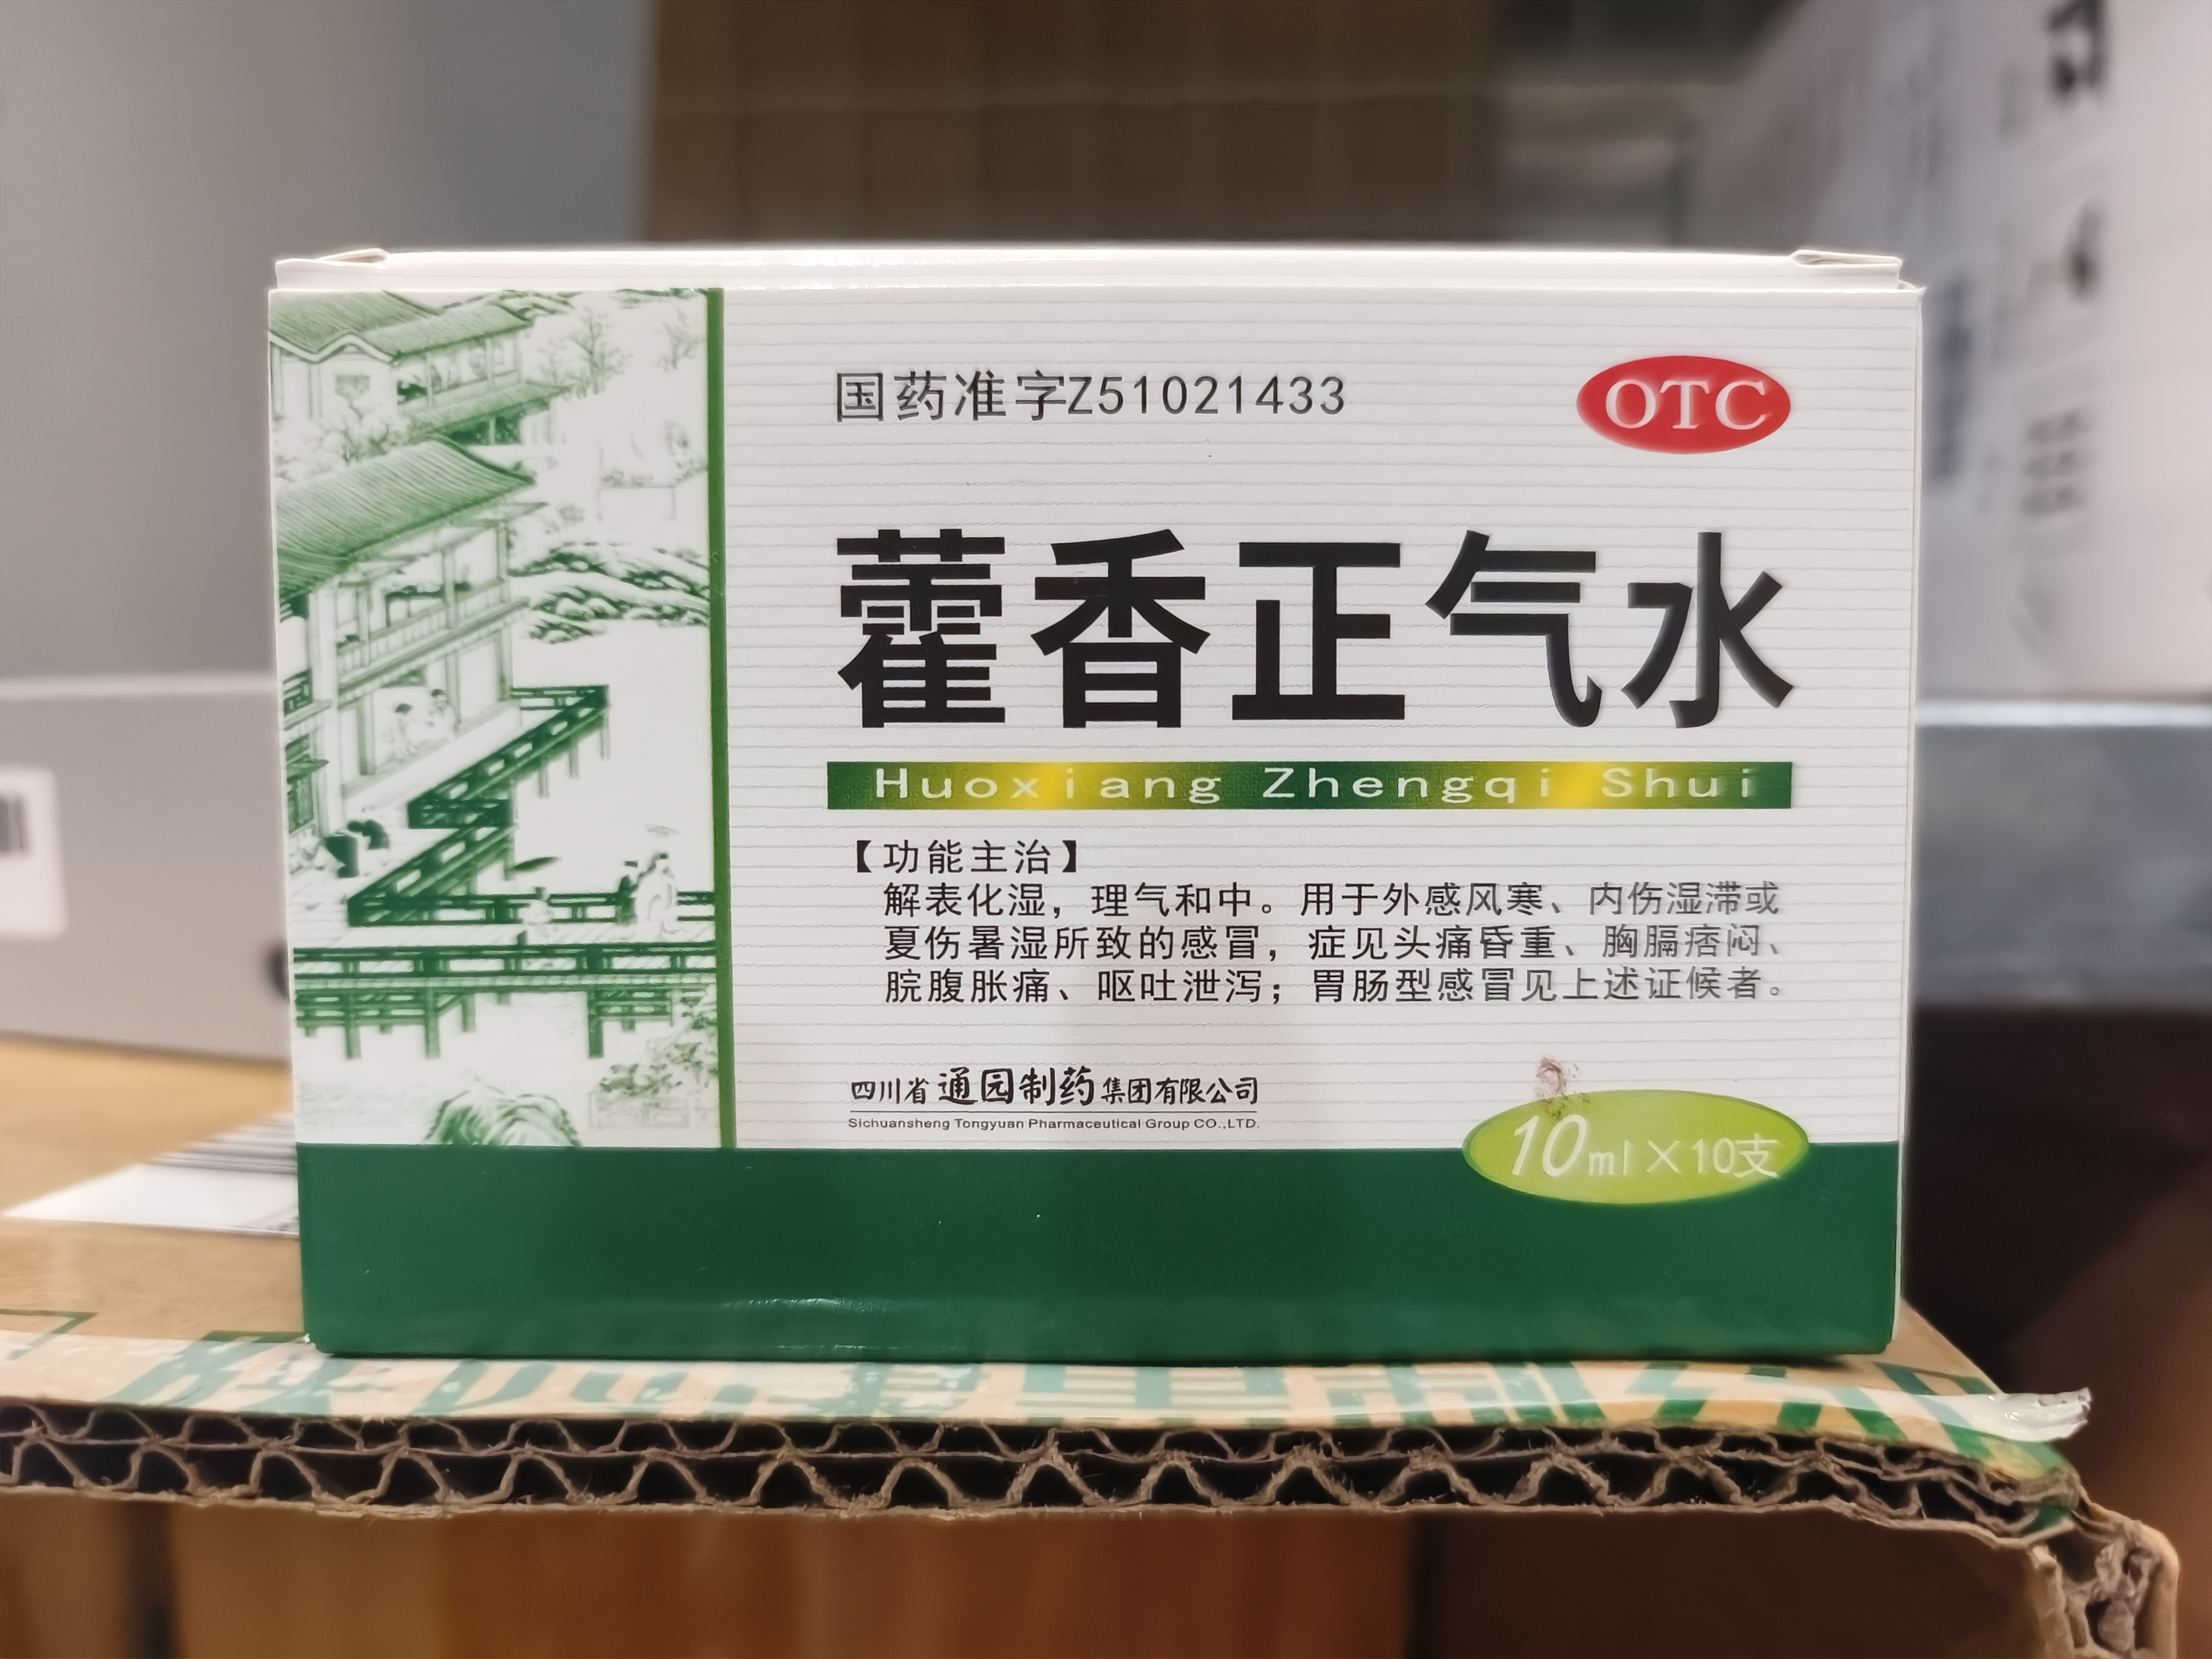 国药准字Z51021433
OTC
藿香正气水
Huoxiang Zhengqi Shui
【功能主治】
解表化湿，理气和中。用于外感风寒、内伤湿滞或
夏伤暑湿所致的感冒，症见头痛昏重、胸膈痞闷、
脘腹胀痛、呕吐泄泻；胃肠型感冒见上述证候者。
四川省通园制药集团有限公司
Sichuansheng Tongyuan Pharmaceutical Group CO.,LTD.
10ml×10支